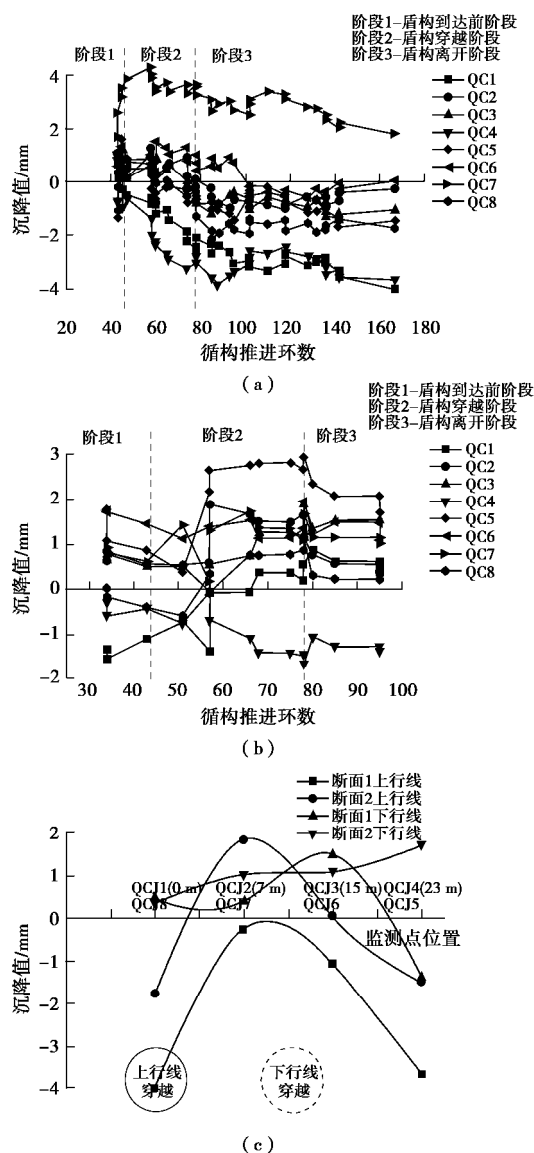 阶段1-盾构到达前阶段
阶段2-盾构穿越阶段
阶段3-盾构离开阶段
阶段1
阶段2
阶段3
QC1
QC2
QC3
QC4
QC5
QC6
QC7
QC8
沉降值/mm
4
2
0
-2
-4
20 40 60 80 100 120 140 160 180
循构推进环数
(a)
阶段1-盾构到达前阶段
阶段2-盾构穿越阶段
阶段3-盾构离开阶段
阶段1
阶段2
阶段3
QC1
QC2
QC3
QC4
QC5
QC6
QC7
QC8
沉降值/mm
3
2
1
0
-1
-2
30 40 50 60 70 80 90 100
循构推进环数
(b)
断面1上行线
断面2上行线
断面1下行线
断面2下行线
沉降值/mm
2
1
0
-1
-2
-3
-4
QCJ1(0 m) QCJ2(7 m) QCJ3(15 m) QCJ4(23 m)
QCJ8 QCJ7 QCJ6 QCJ5
监测点位置
上行线
穿越
下行线
穿越
(c)